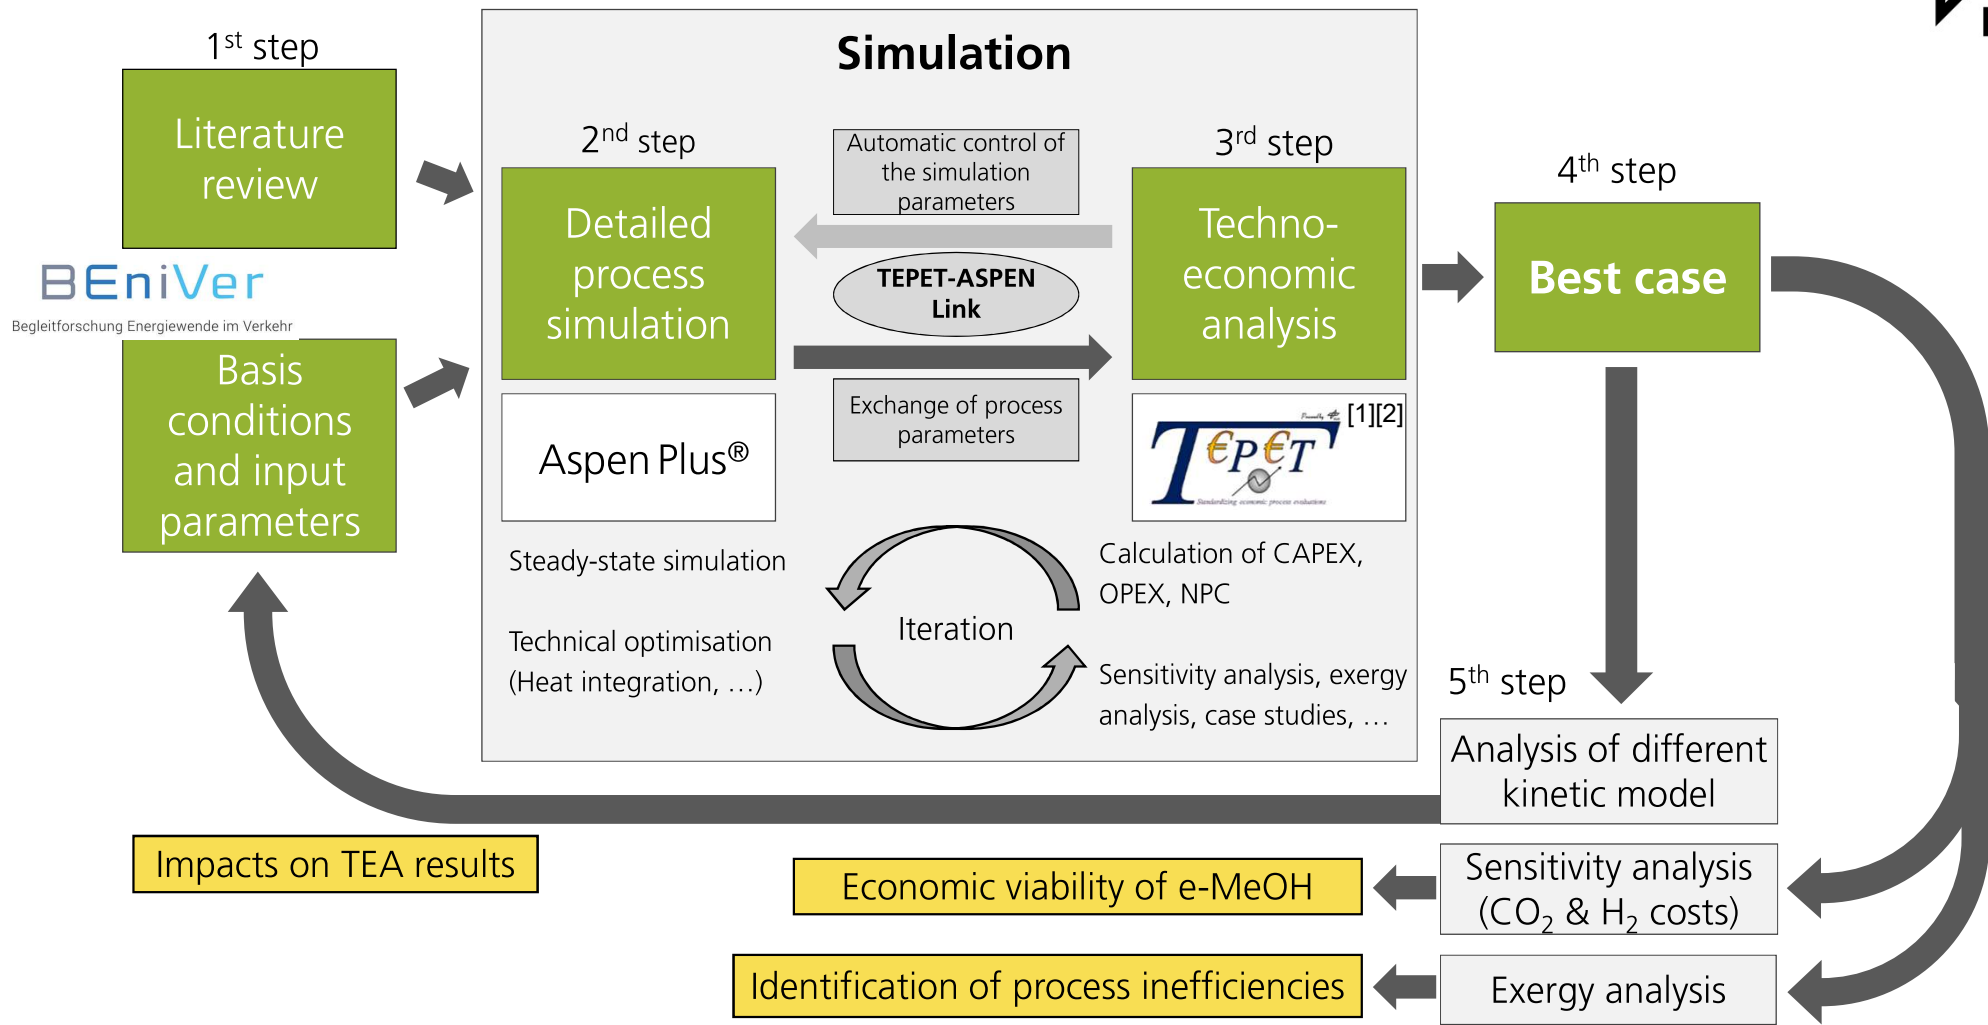 1st step
Literature
review
BEniVer
Begleitforschung Energiewende im Verkehr
Basis
conditions
and input
parameters
Simulation
2nd step
Detailed
process
simulation
Aspen Plus®
Steady-state simulation
Technical optimisation
(Heat integration, …)
Automatic control of
the simulation
parameters
TEPET-ASPEN
Link
Exchange of process
parameters
Iteration
3rd step
Techno-
economic
analysis
[1][2]
T€P€T
Standardizing economic process evaluations
Calculation of CAPEX,
OPEX, NPC
Sensitivity analysis, exergy
analysis, case studies, …
4th step
Best case
5th step
Analysis of different
kinetic model
Sensitivity analysis
(CO2 & H2 costs)
Exergy analysis
Impacts on TEA results
Economic viability of e-MeOH
Identification of process inefficiencies